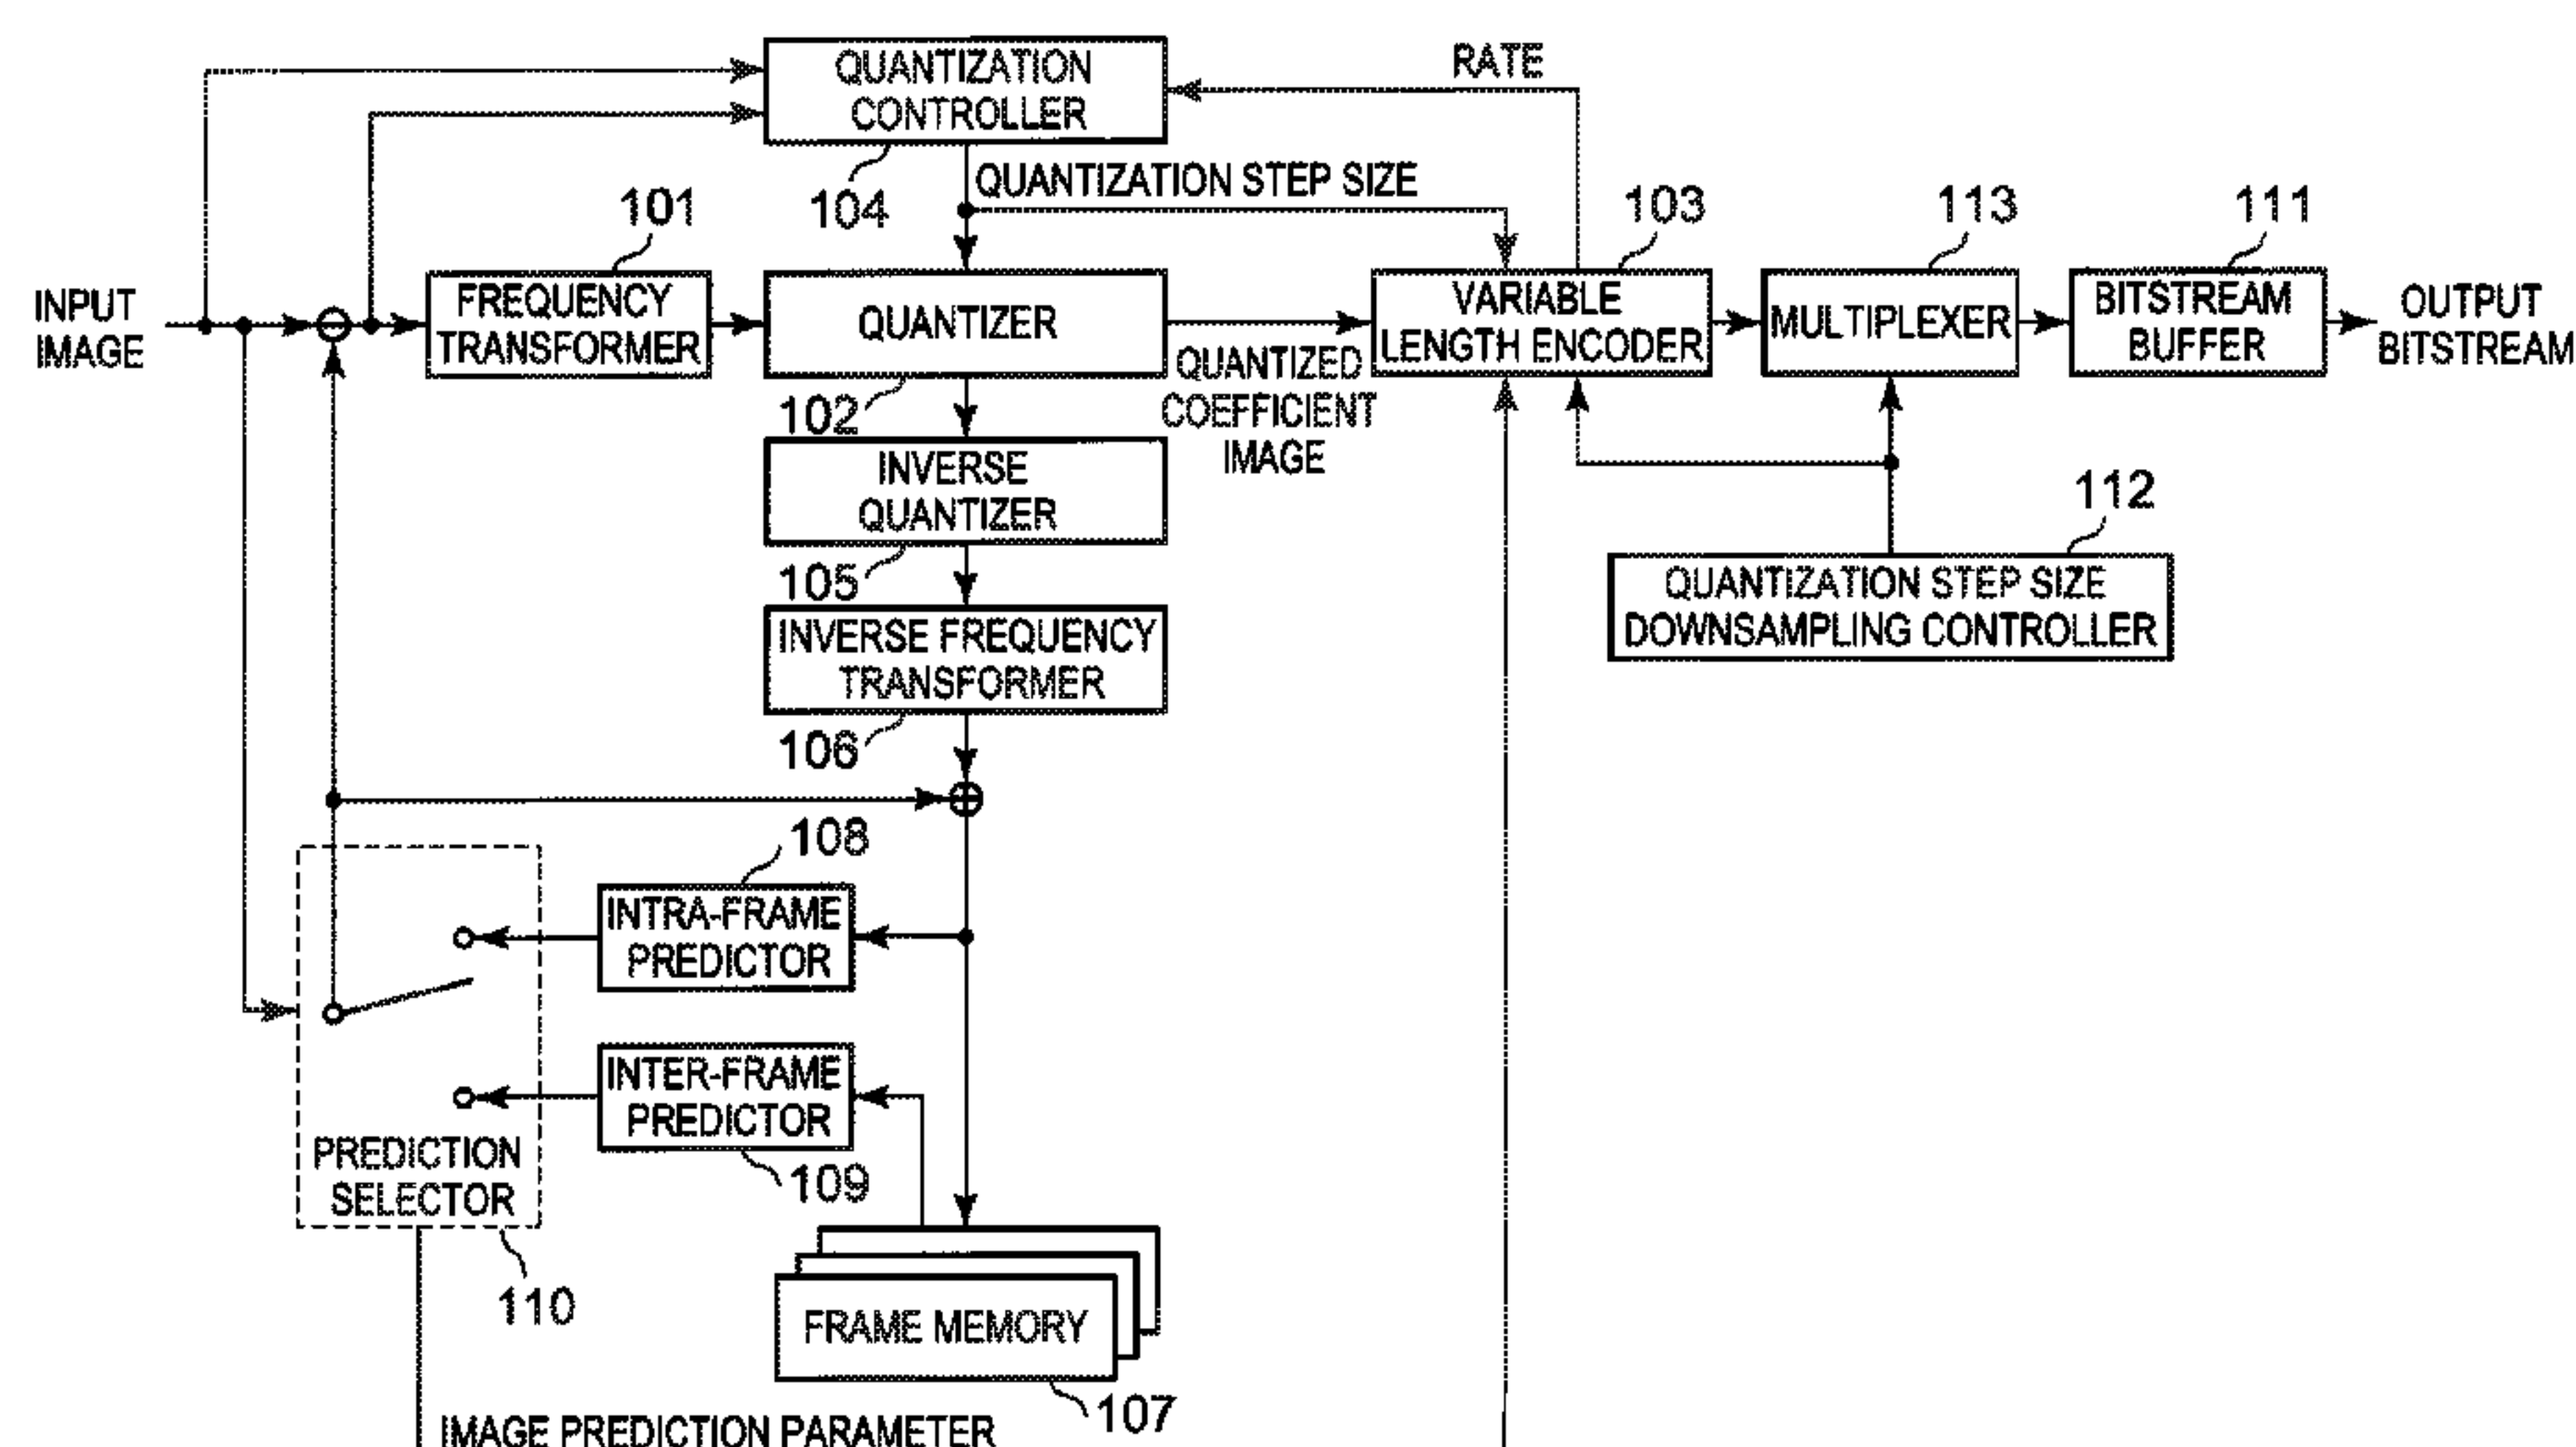 QUANTIZATION
CONTROLLER
RATE
104
QUANTIZATION STEP SIZE
101
103
113
111
INPUT
IMAGE
FREQUENCY
TRANSFORMER
QUANTIZER
VARIABLE
LENGTH ENCODER
MULTIPLEXER
BITSTREAM
BUFFER
OUTPUT
BITSTREAM
102
QUANTIZED
COEFFICIENT
IMAGE
INVERSE
QUANTIZER
112
105
QUANTIZATION STEP SIZE
DOWNSAMPLING CONTROLLER
INVERSE FREQUENCY
TRANSFORMER
106
108
INTRA-FRAME
PREDICTOR
INTER-FRAME
PREDICTOR
PREDICTION
SELECTOR
109
110
FRAME MEMORY
107
IMAGE PREDICTION PARAMETER